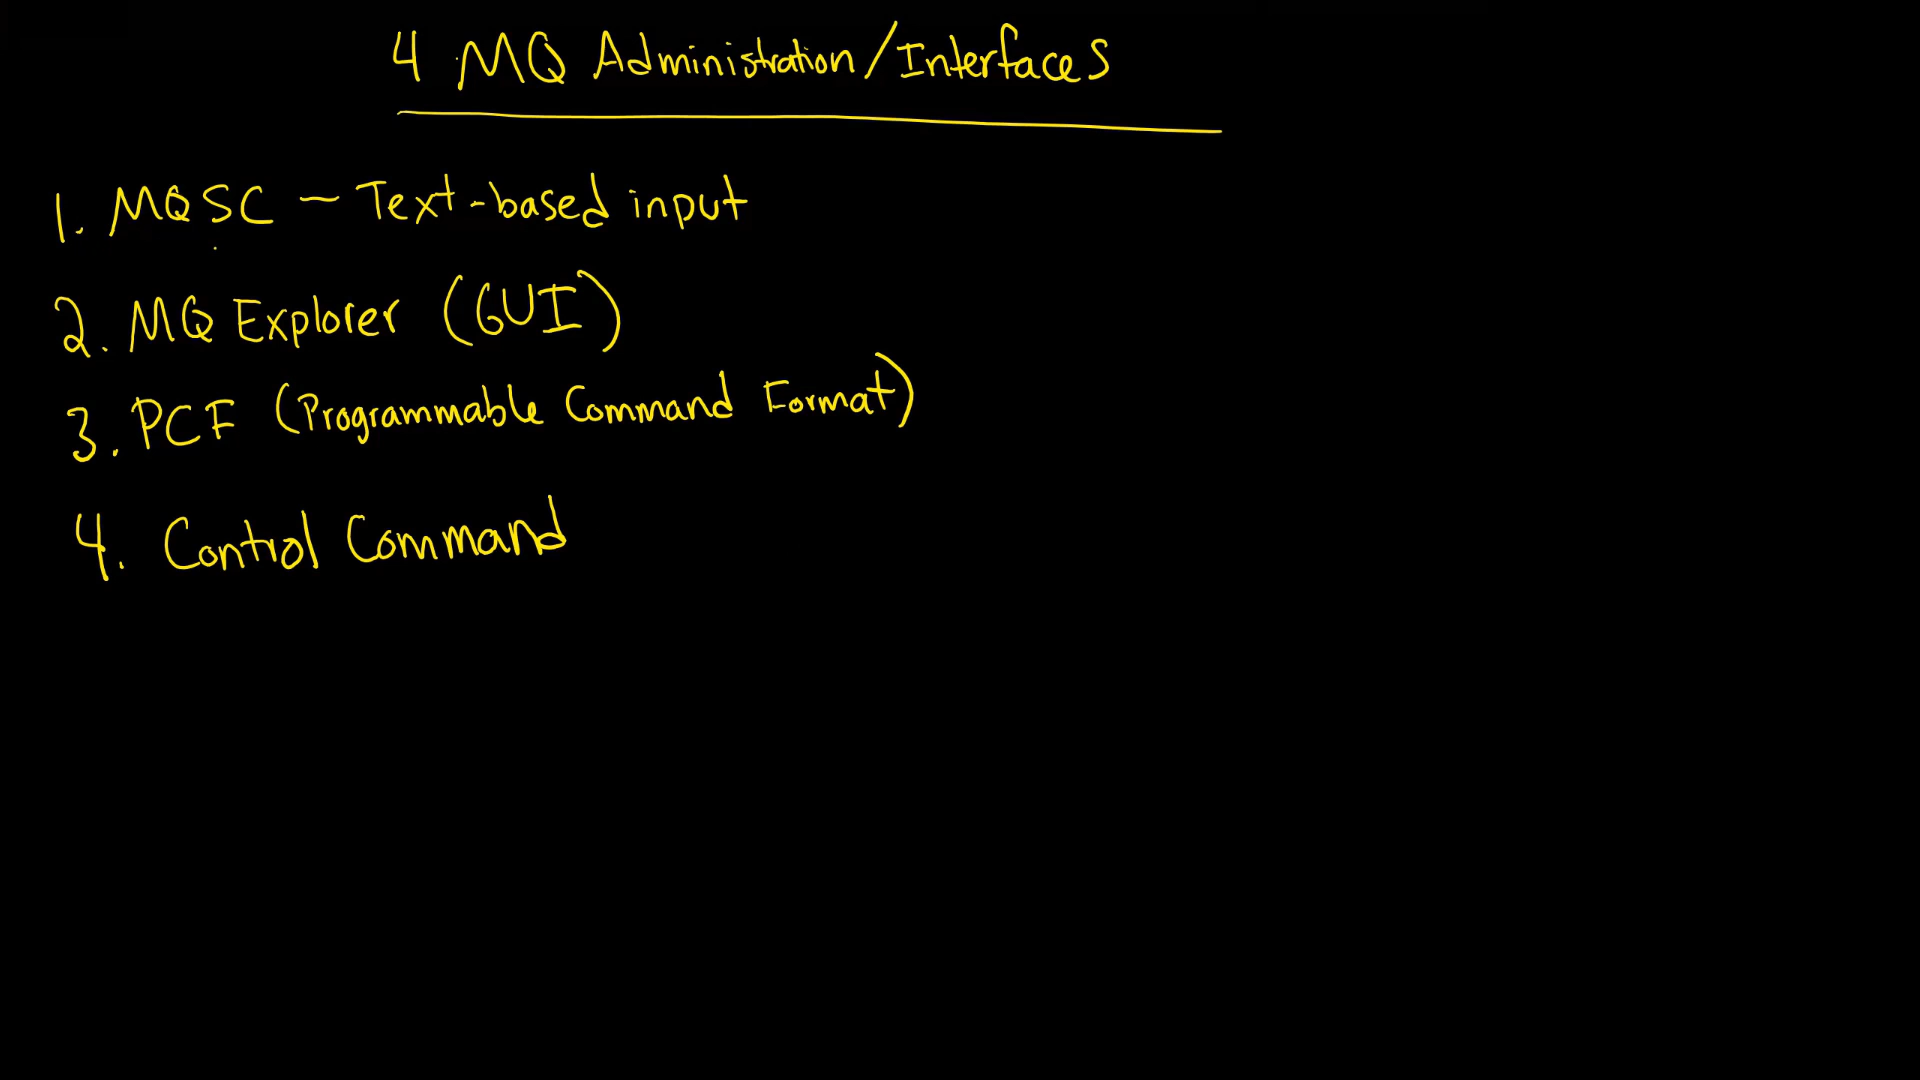 4 MQ Administration/Interfaces
1. MQSC – Text-based input
2. MQ Explorer (GUI)
3. PCF (Programmable Command Format)
4. Control Command